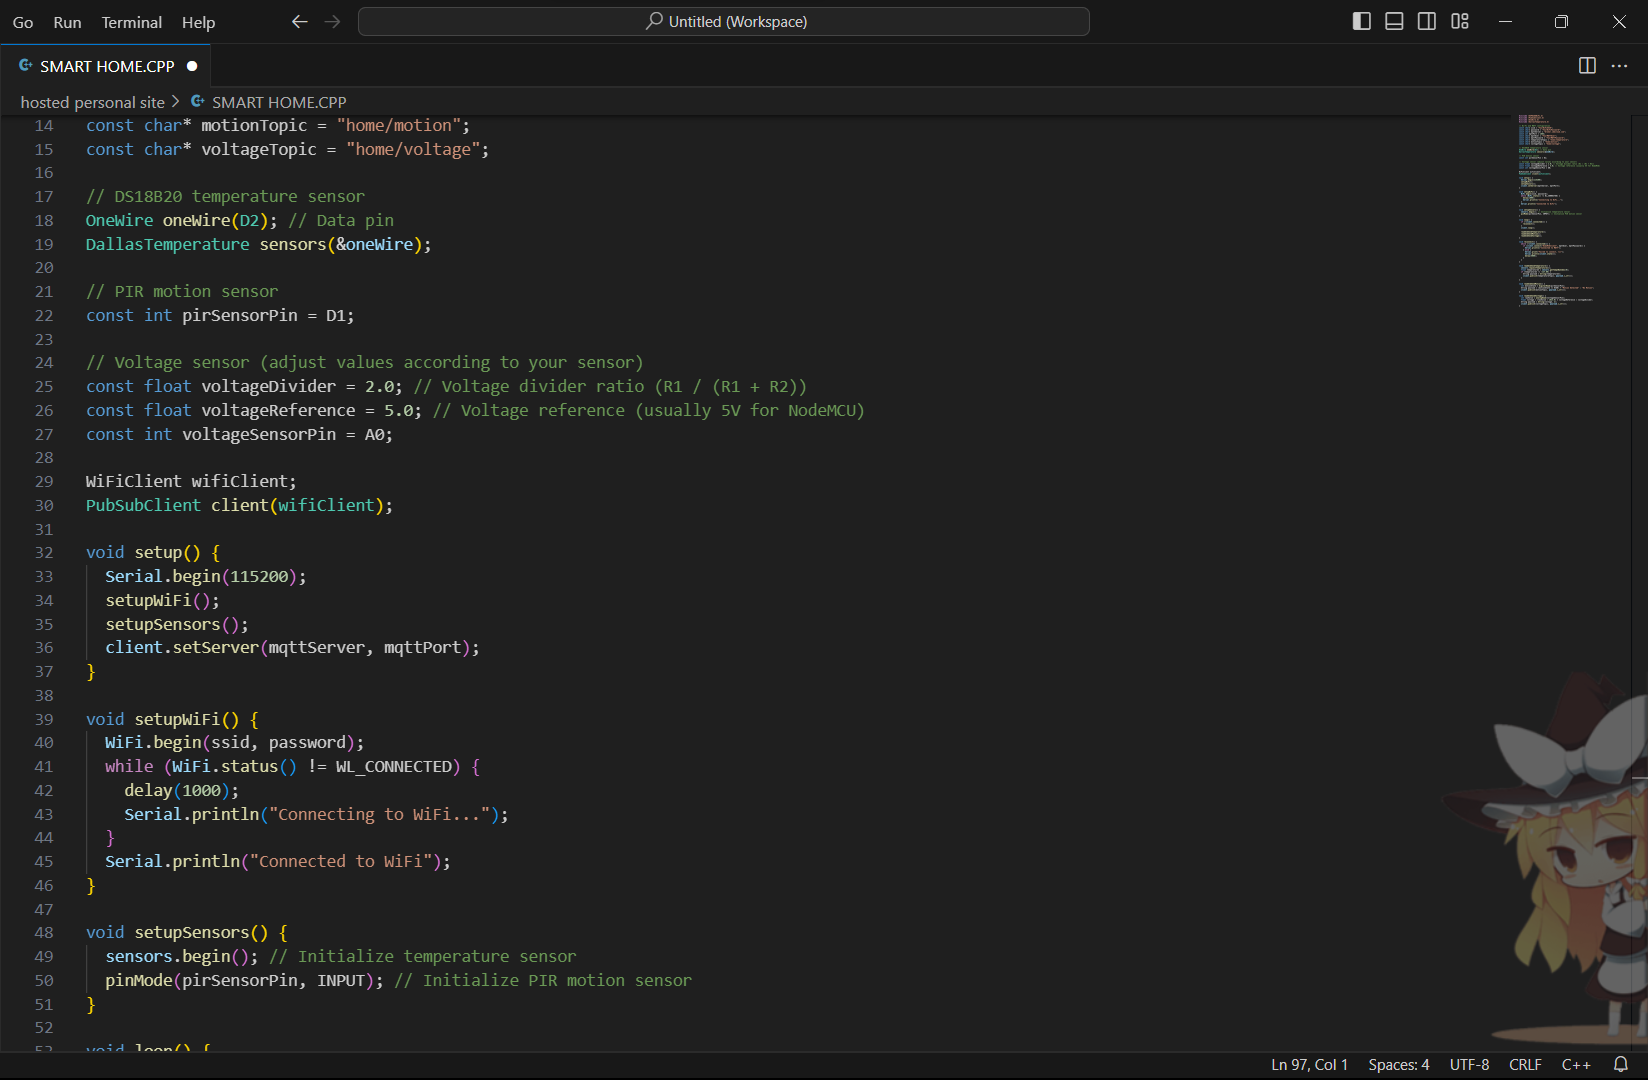 Go Run Terminal Help Untitled (Workspace)
SMART HOME.CPP
hosted personal site > SMART HOME.CPP
14 const char* motionTopic = "home/motion";
15 const char* voltageTopic = "home/voltage";
16
17 // DS18B20 temperature sensor
18 OneWire oneWire(D2); // Data pin
19 DallasTemperature sensors(&oneWire);
20
21 // PIR motion sensor
22 const int pirSensorPin = D1;
23
24 // Voltage sensor (adjust values according to your sensor)
25 const float voltageDivider = 2.0; // Voltage divider ratio (R1 / (R1 + R2))
26 const float voltageReference = 5.0; // Voltage reference (usually 5V for NodeMCU)
27 const int voltageSensorPin = A0;
28
29 WiFiClient wifiClient;
30 PubSubClient client(wifiClient);
31
32 void setup() {
33   Serial.begin(115200);
34   setupWiFi();
35   setupSensors();
36   client.setServer(mqttServer, mqttPort);
37 }
38
39 void setupWiFi() {
40   WiFi.begin(ssid, password);
41   while (WiFi.status() != WL_CONNECTED) {
42     delay(1000);
43     Serial.println("Connecting to WiFi...");
44   }
45   Serial.println("Connected to WiFi");
46 }
47
48 void setupSensors() {
49   sensors.begin(); // Initialize temperature sensor
50   pinMode(pirSensorPin, INPUT); // Initialize PIR motion sensor
51 }
52
53 void loop() {
Ln 97, Col 1 Spaces: 4 UTF-8 CRLF C++